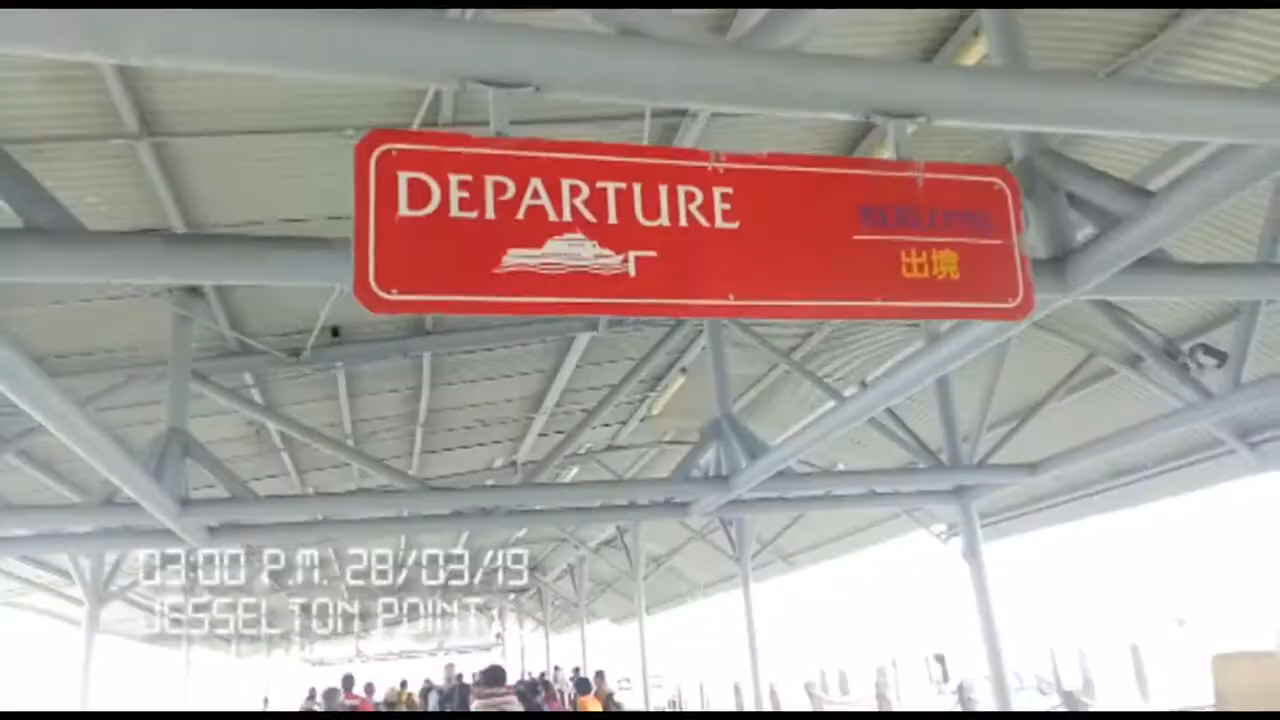 DEPARTURE
出境
03:00 P.M. 28/03/19
JESSELTON POINT